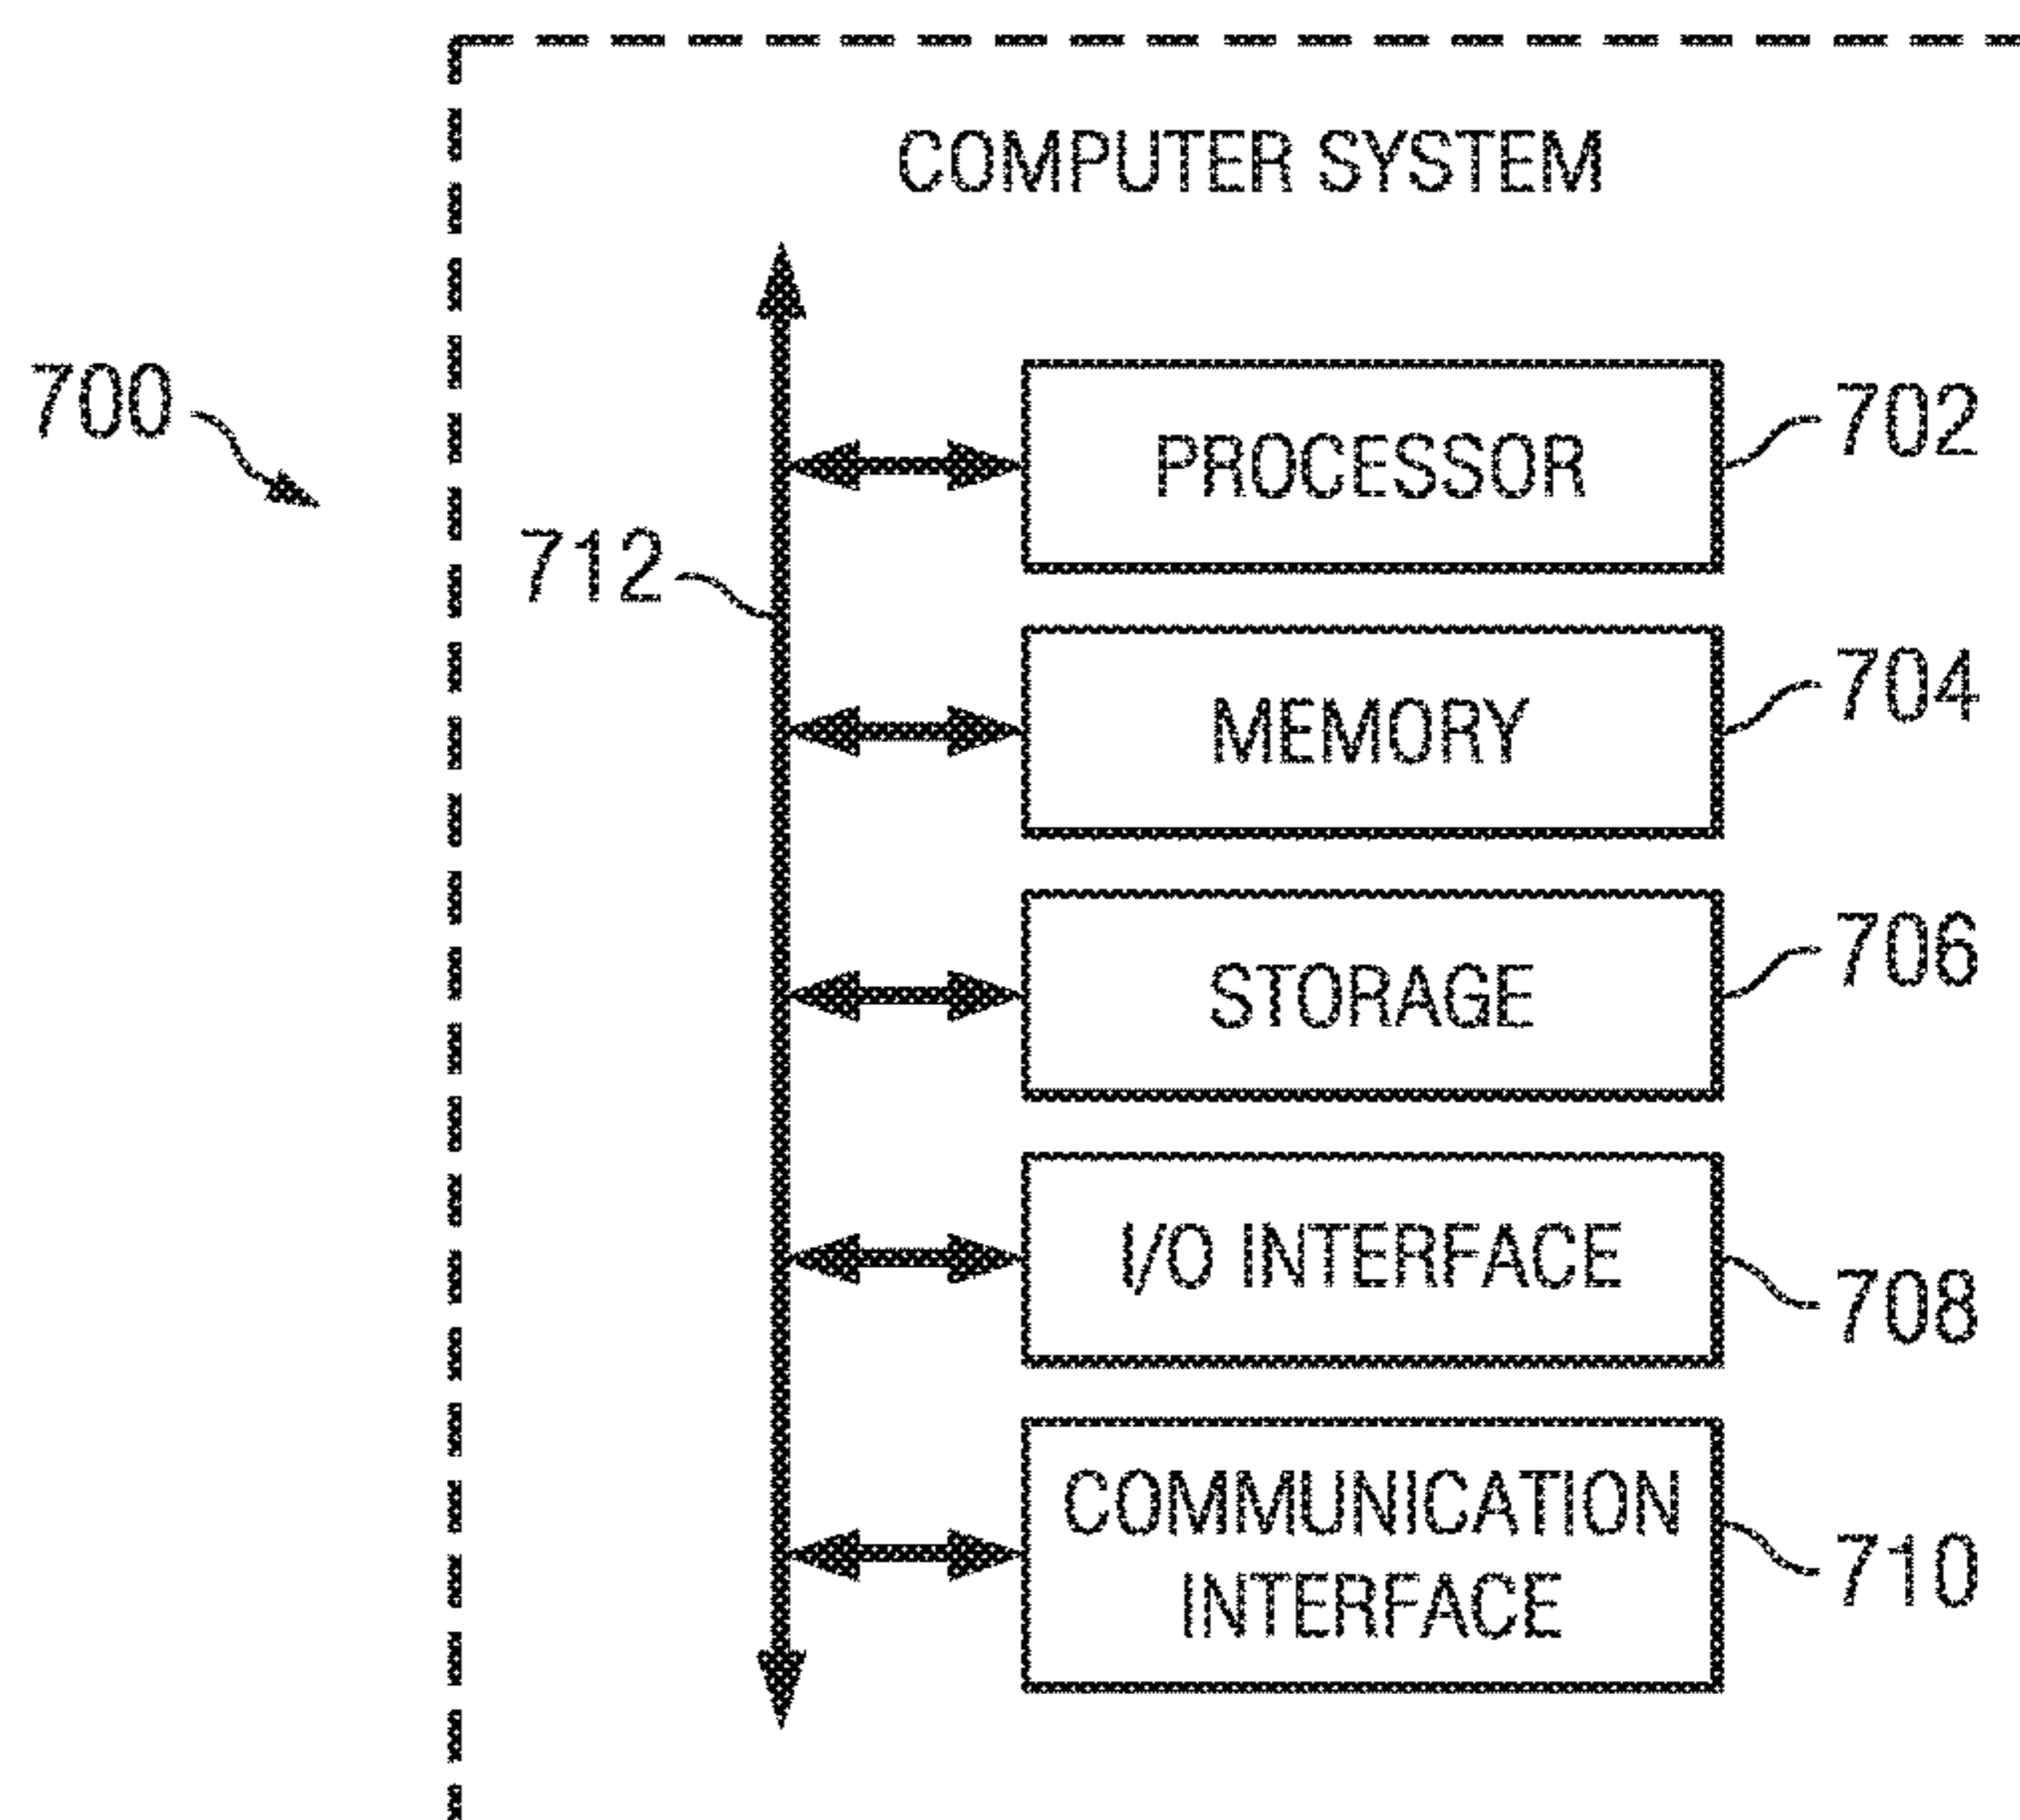 COMPUTER SYSTEM
700
PROCESSOR
702
712
MEMORY
704
STORAGE
706
I/O INTERFACE
708
COMMUNICATION
INTERFACE
710